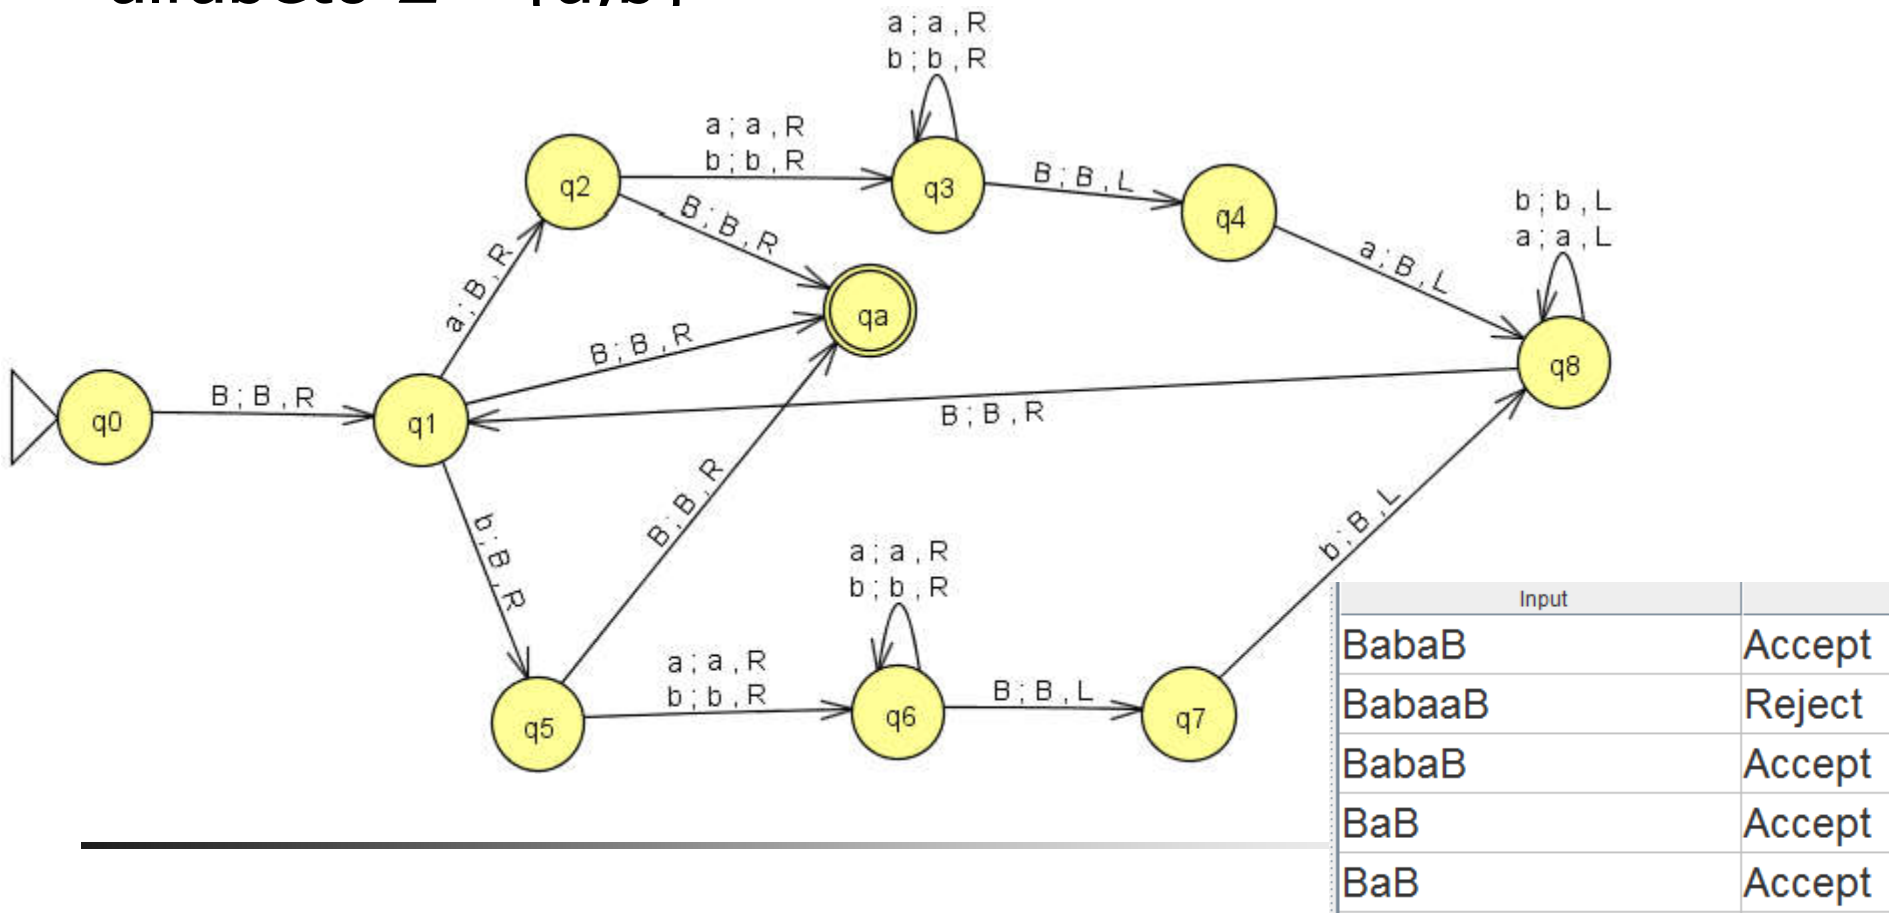 alfabeto Σ = {a,b}
a ; a , R
b ; b , R
a ; a , R
b ; b , R
q2
q3
B ; B , L
q4
b ; b , L
a ; a , L
B ; B , R
a ; B , R
a ; B , L
qa
B ; B , R
q8
q0
B ; B , R
q1
B ; B , R
b ; B , R
B ; B , R
b ; B , L
a ; a , R
b ; b , R
a ; a , R
b ; b , R
q5
q6
B ; B , L
q7
Input
BabaB Accept
BabaaB Reject
BabaB Accept
BaB Accept
BaB Accept